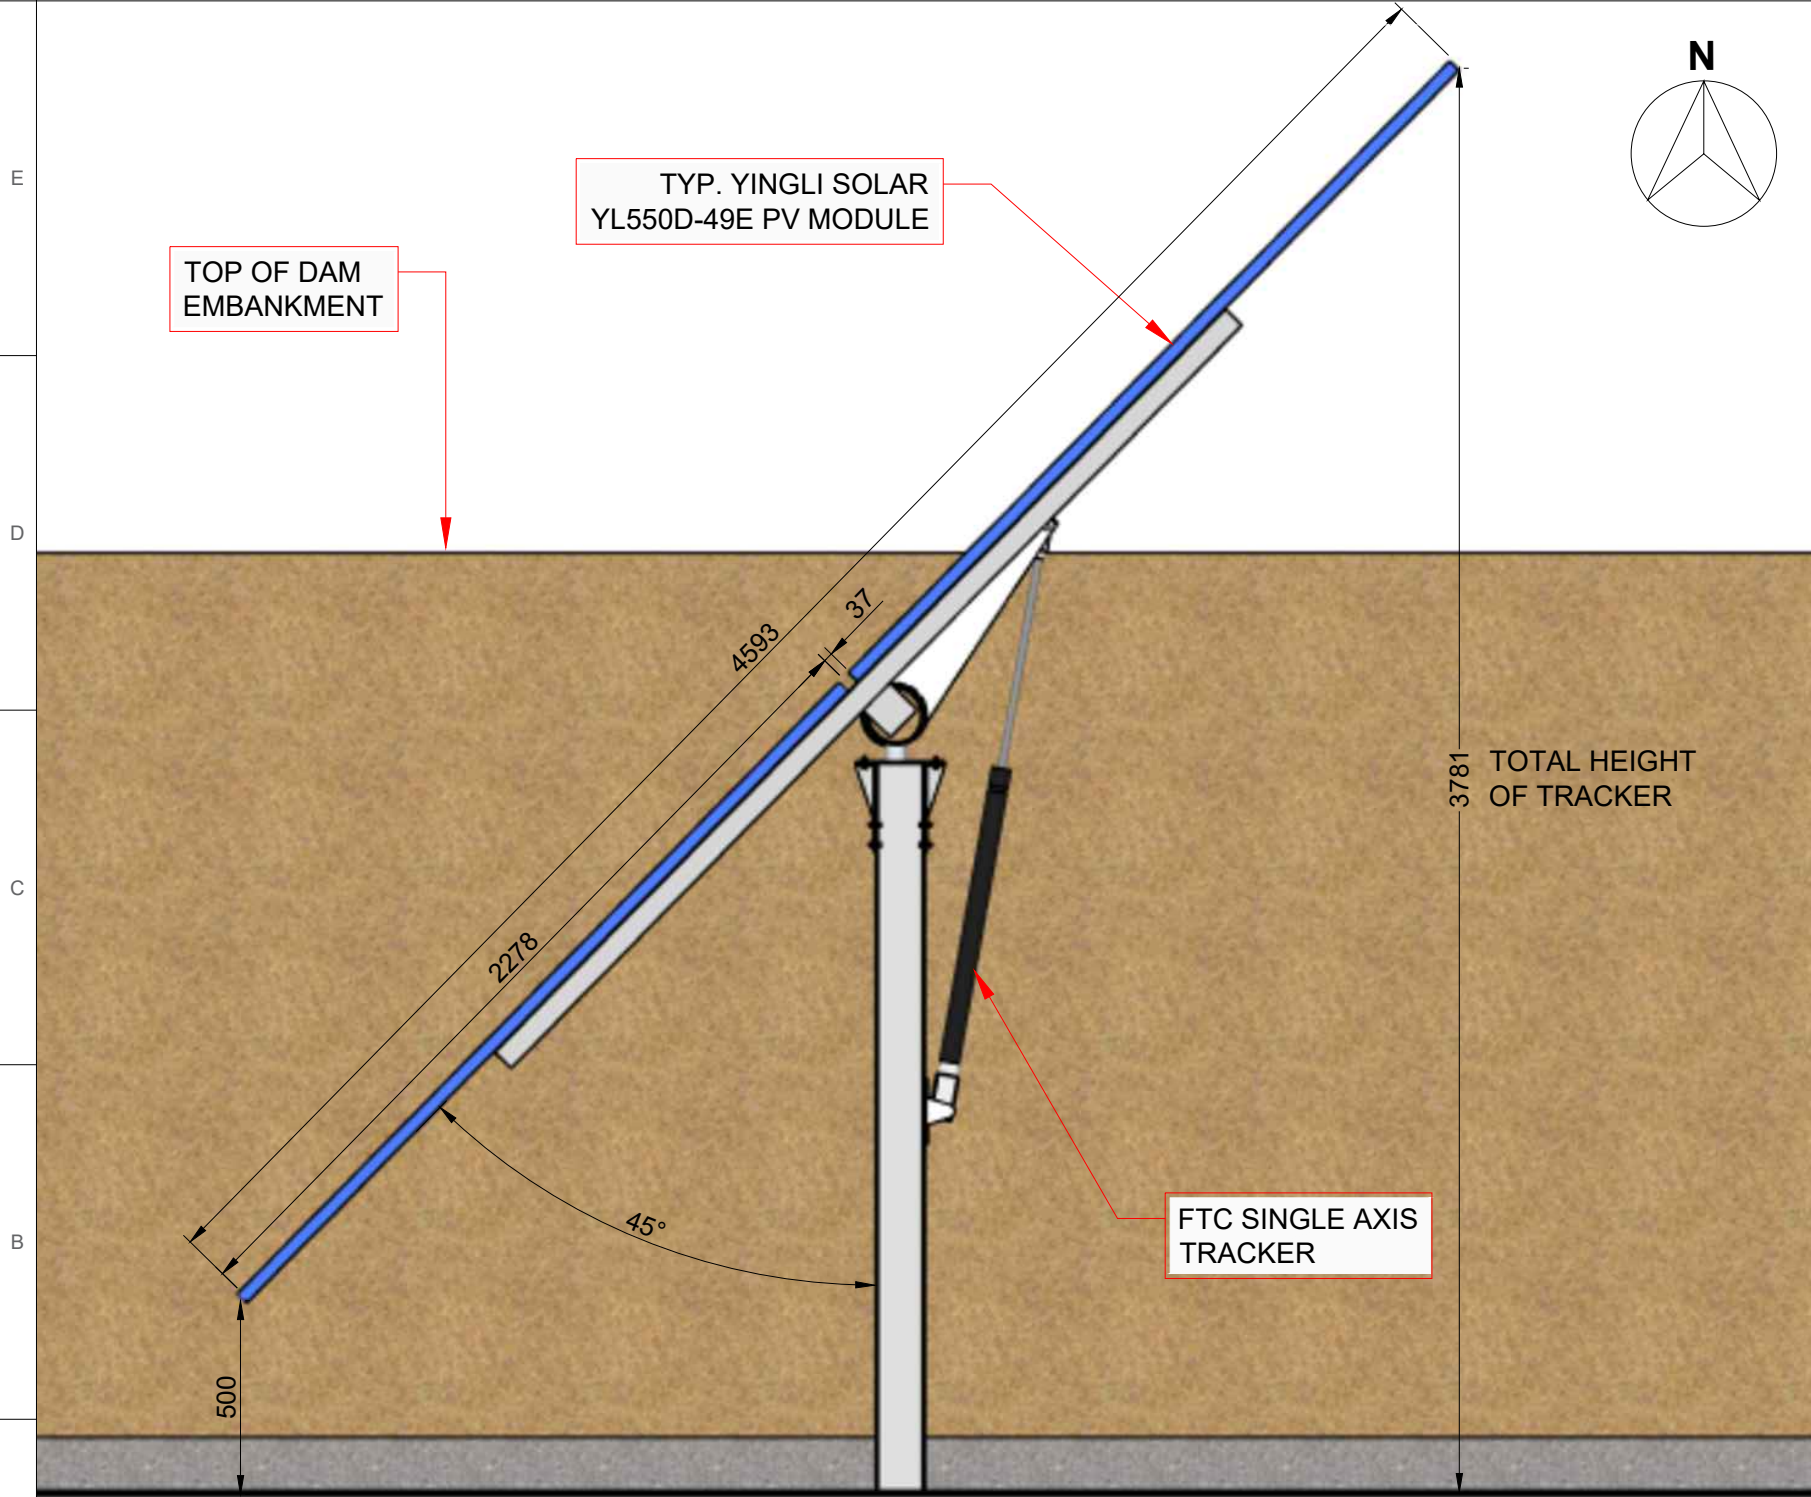 N
E
TYP. YINGLI SOLAR
YL550D-49E PV MODULE
TOP OF DAM
EMBANKMENT
D
37
4593
TOTAL HEIGHT
OF TRACKER
3781
C
2278
45°
FTC SINGLE AXIS
TRACKER
B
500